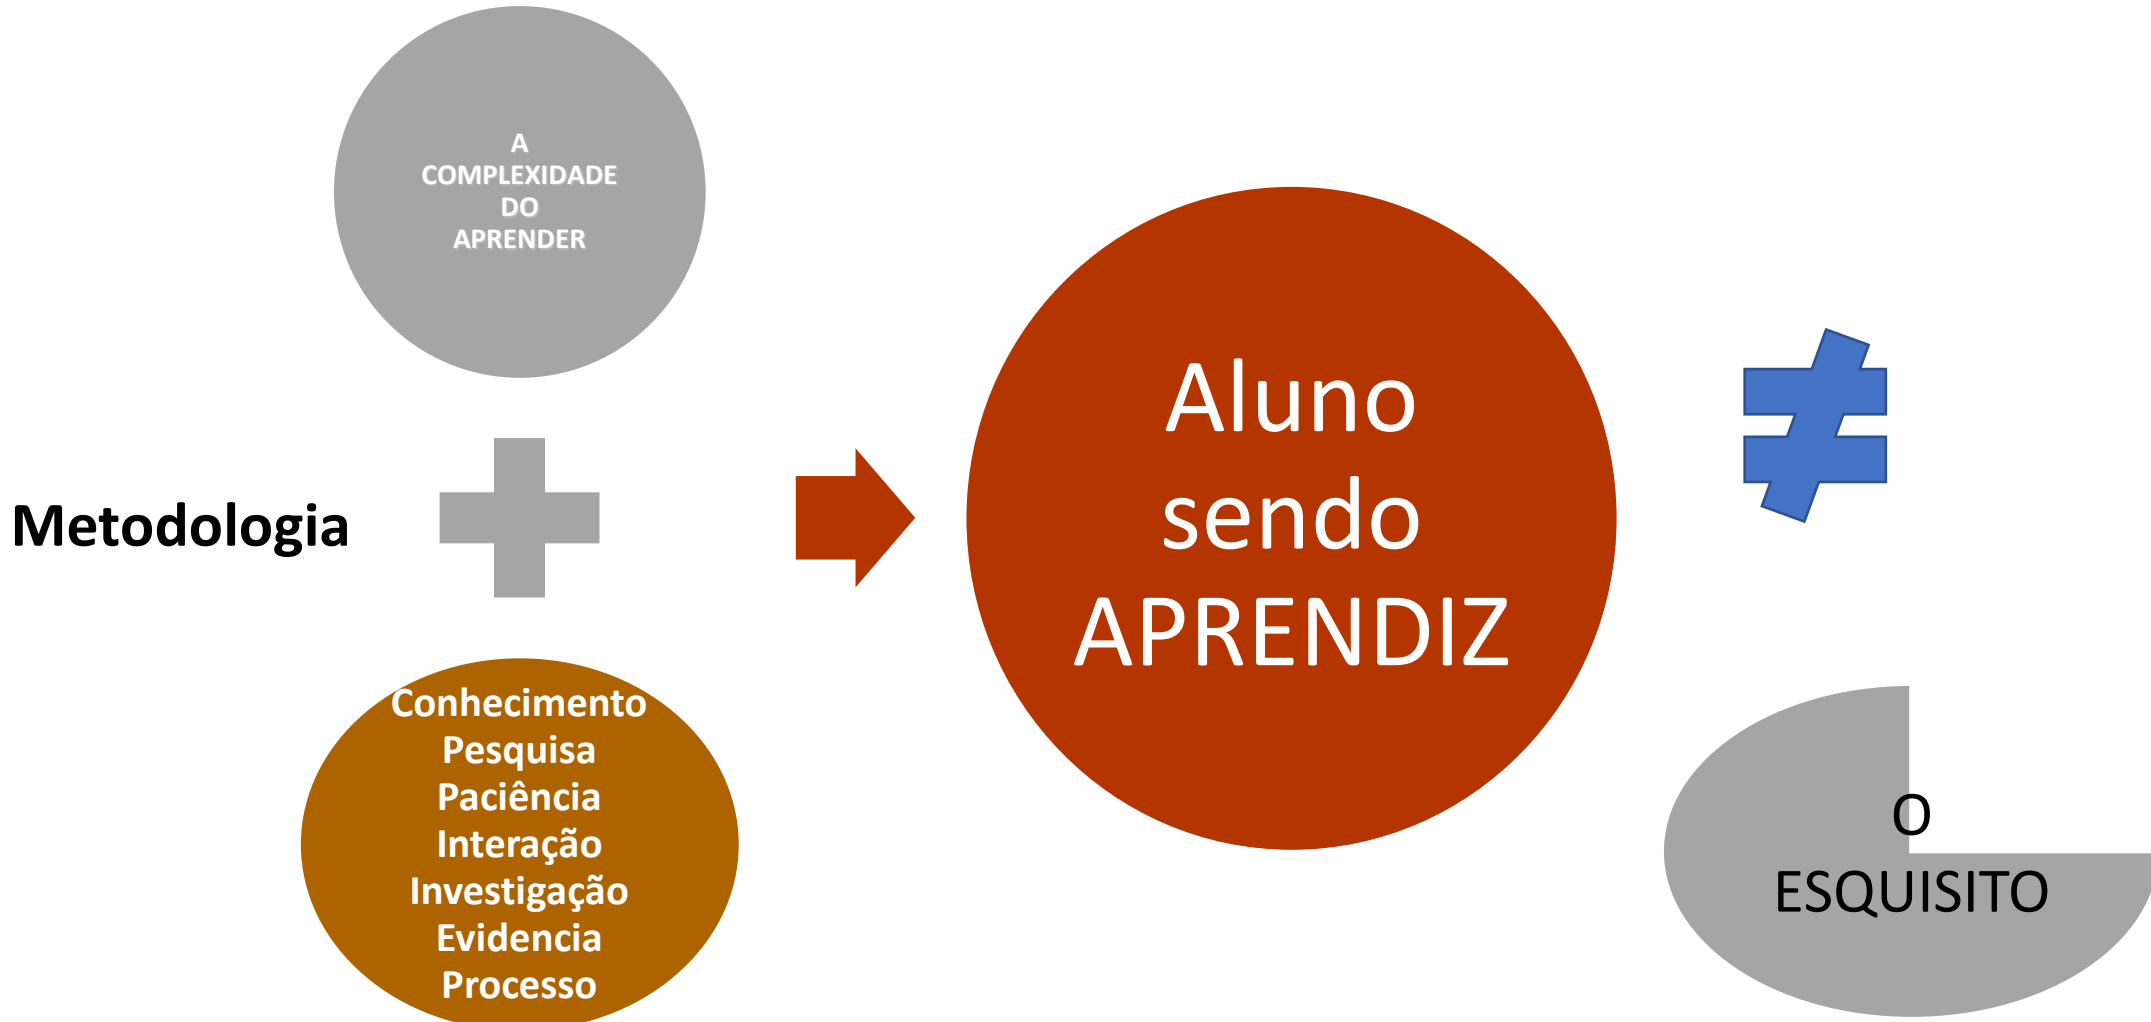 A
COMPLEXIDADE
DO
APRENDER
Metodologia
Conhecimento
Pesquisa
Paciência
Interação
Investigação
Evidencia
Processo
Aluno
sendo
APRENDIZ
O
ESQUISITO